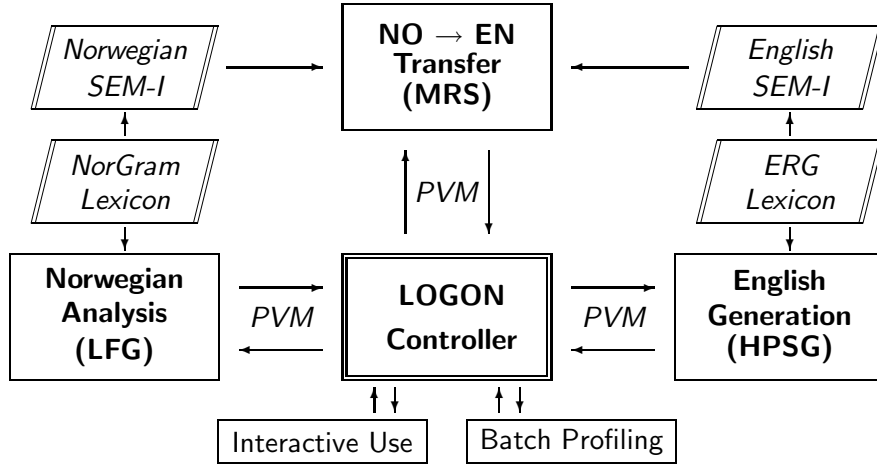 Norwegian
SEM-I
NO → EN
Transfer
(MRS)
English
SEM-I
NorGram
Lexicon
PVM
ERG
Lexicon
Norwegian
Analysis
(LFG)
PVM
LOGON
Controller
PVM
English
Generation
(HPSG)
Interactive Use
Batch Profiling